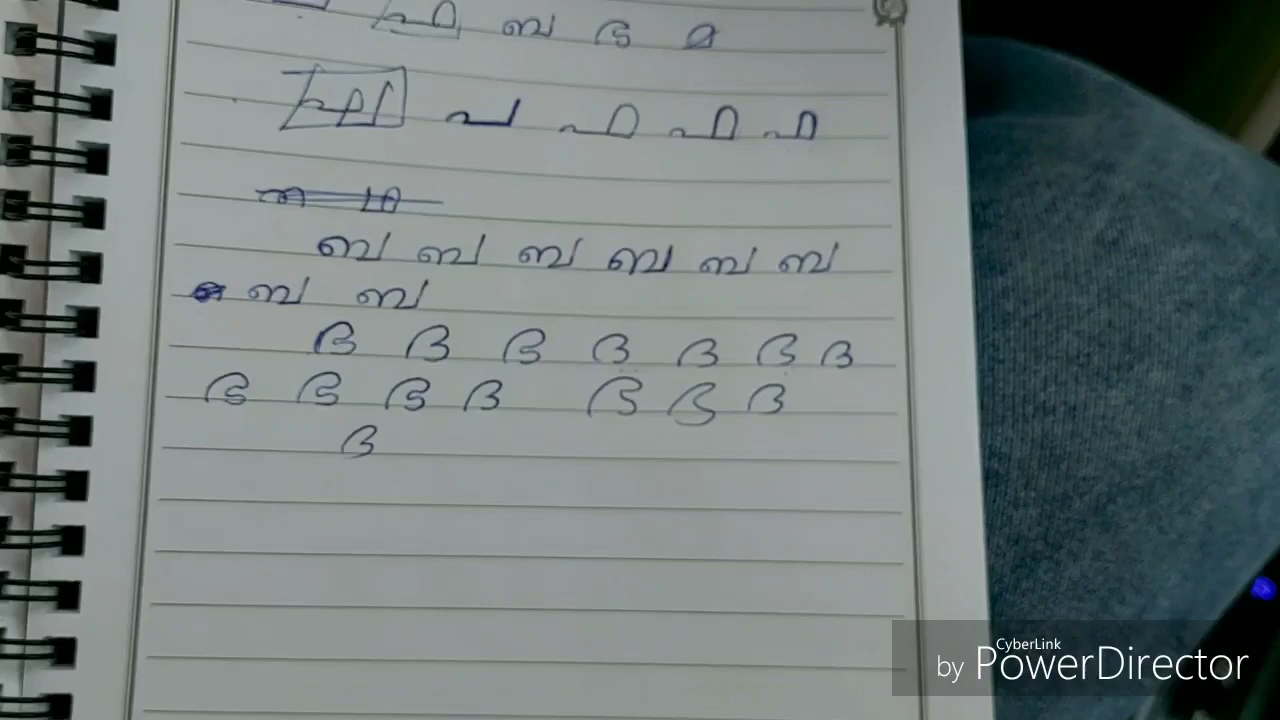 ഫ ബ ഭ മ
ഫ പ ഫ ഫ ഫ
ബ ബ ബ ബ ബ ബ
ബ ബ
ഭ ഭ ഭ ഭ ഭ ഭ ഭ
ഭ ഭ ഭ ഭ ഭ ഭ ഭ
ഭ
CyberLink
by PowerDirector